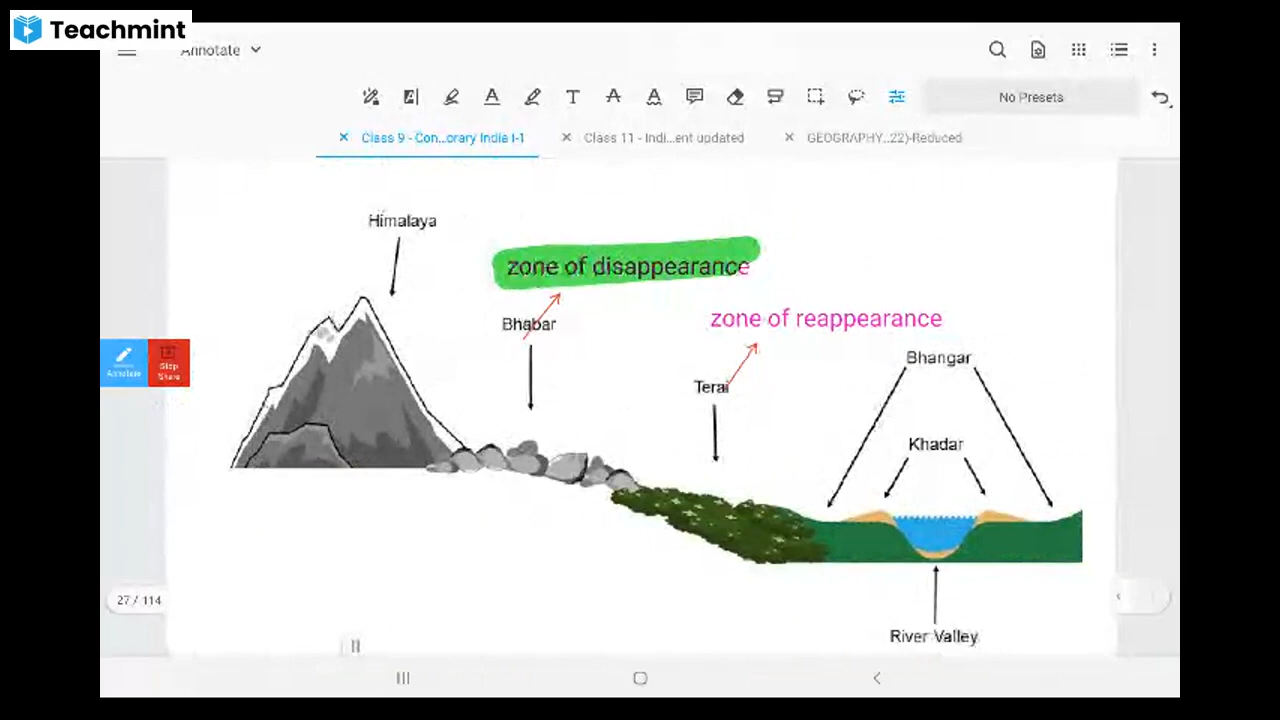 Teachmint
Annotate
No Presets
Class 9 - Con...orary India I-1
Class 11 - Indi...ent updated
GEOGRAPHY...22)-Reduced
Himalaya
zone of disappearance
Bhabar
zone of reappearance
Bhangar
Annotate
Stop
Share
Terai
Khadar
27 / 114
River Valley